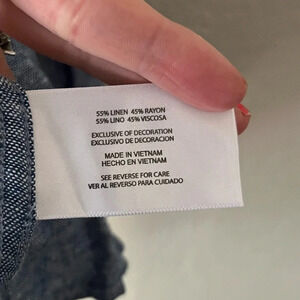 55% LINEN 45% RAYON
55% LINO 45% VISCOSA
EXCLUSIVE OF DECORATION
EXCLUSIVO DE DECORACION
MADE IN VIETNAM
HECHO EN VIETNAM
SEE REVERSE FOR CARE
VER AL REVERSO PARA CUIDADO